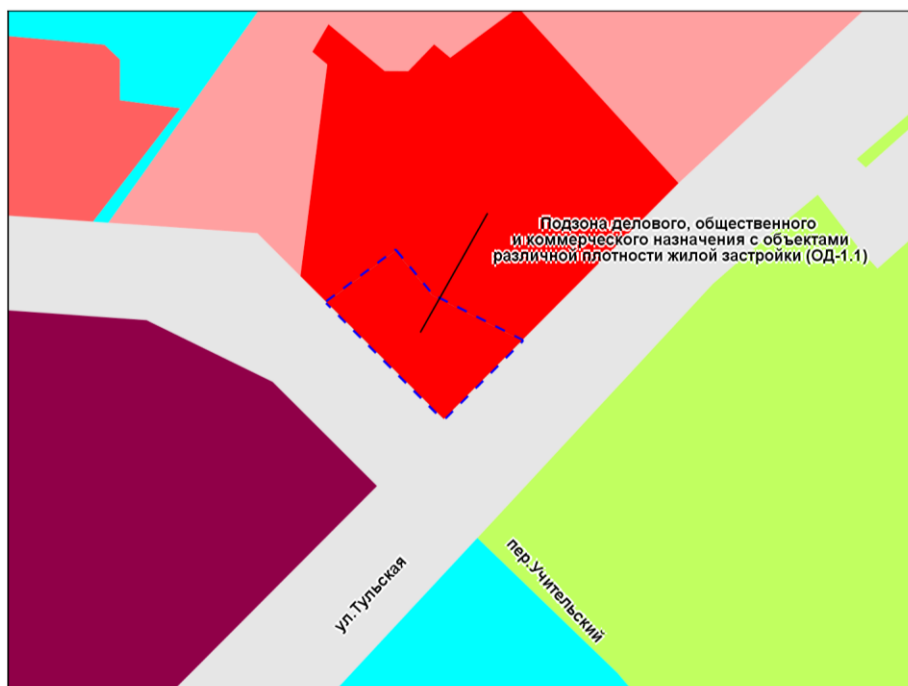 Подзона делового, общественного
и коммерческого назначения с объектами
различной плотности жилой застройки (ОД-1.1)
ул.Тульская
пер.Учительский